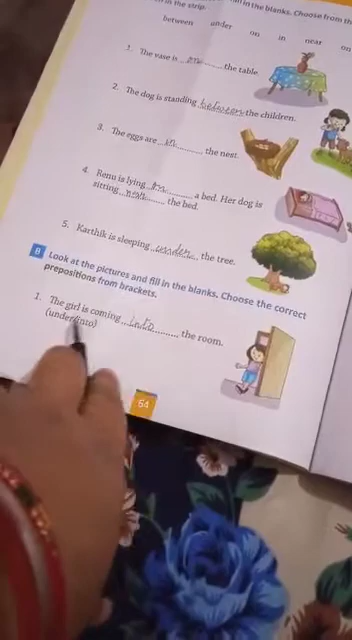 in the strip.
in the blanks. Choose from th
between under on in near on
1. The vase is on the table.
2. The dog is standing between the children.
3. The eggs are in the nest.
4. Renu is lying on a bed. Her dog is
sitting near the bed.
5. Karthik is sleeping under the tree.
B Look at the pictures and fill in the blanks. Choose the correct
prepositions from brackets.
1. The girl is coming into the room.
(under/into)
64